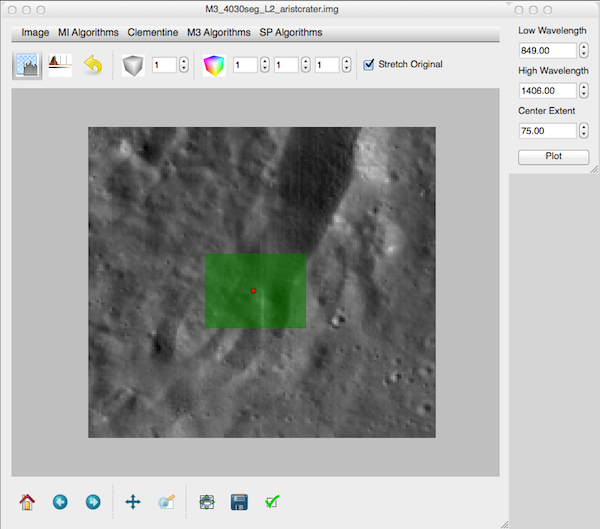 M3_4030seg_L2_aristcrater.img
Image MI Algorithms Clementine M3 Algorithms SP Algorithms
1 1 1 1 Stretch Original
Low Wavelength
849.00
High Wavelength
1406.00
Center Extent
75.00
Plot